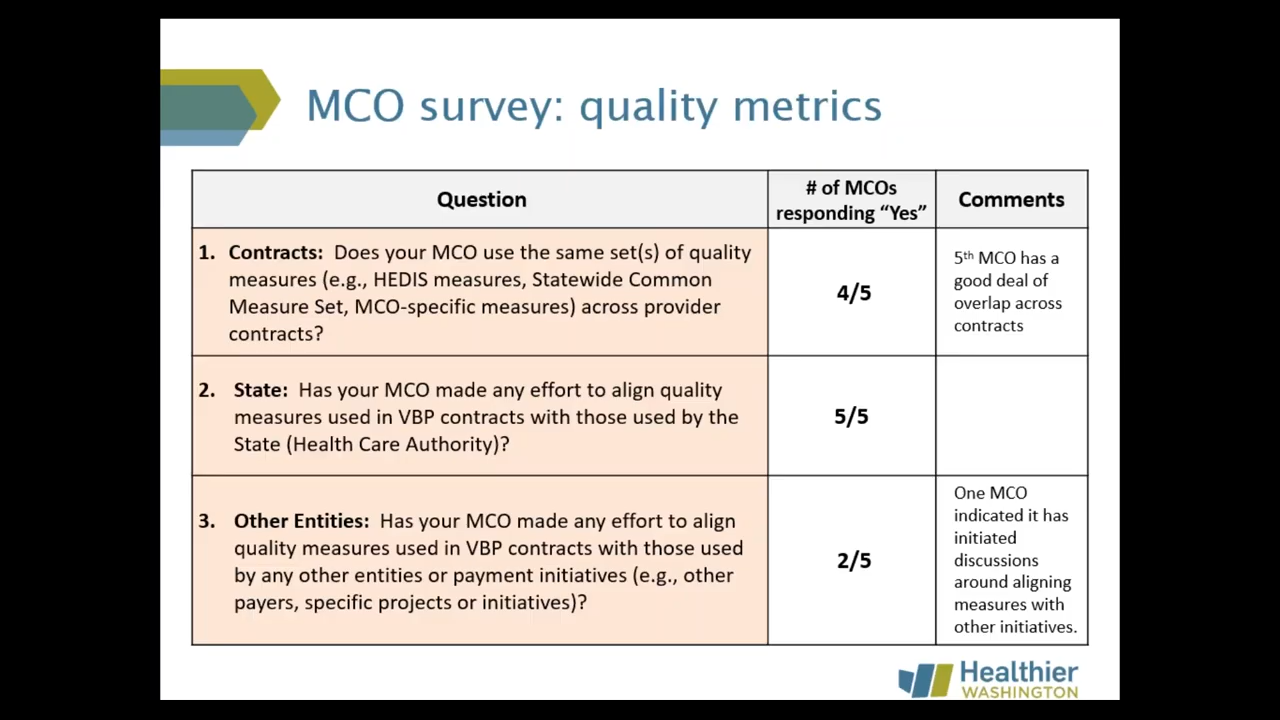 MCO survey: quality metrics
Question
# of MCOs
responding “Yes”
Comments
1. Contracts: Does your MCO use the same set(s) of quality
measures (e.g., HEDIS measures, Statewide Common
Measure Set, MCO-specific measures) across provider
contracts?
4/5
5th MCO has a
good deal of
overlap across
contracts
2. State: Has your MCO made any effort to align quality
measures used in VBP contracts with those used by the
State (Health Care Authority)?
5/5
3. Other Entities: Has your MCO made any effort to align
quality measures used in VBP contracts with those used
by any other entities or payment initiatives (e.g., other
payers, specific projects or initiatives)?
2/5
One MCO
indicated it has
initiated
discussions
around aligning
measures with
other initiatives.
Healthier
WASHINGTON